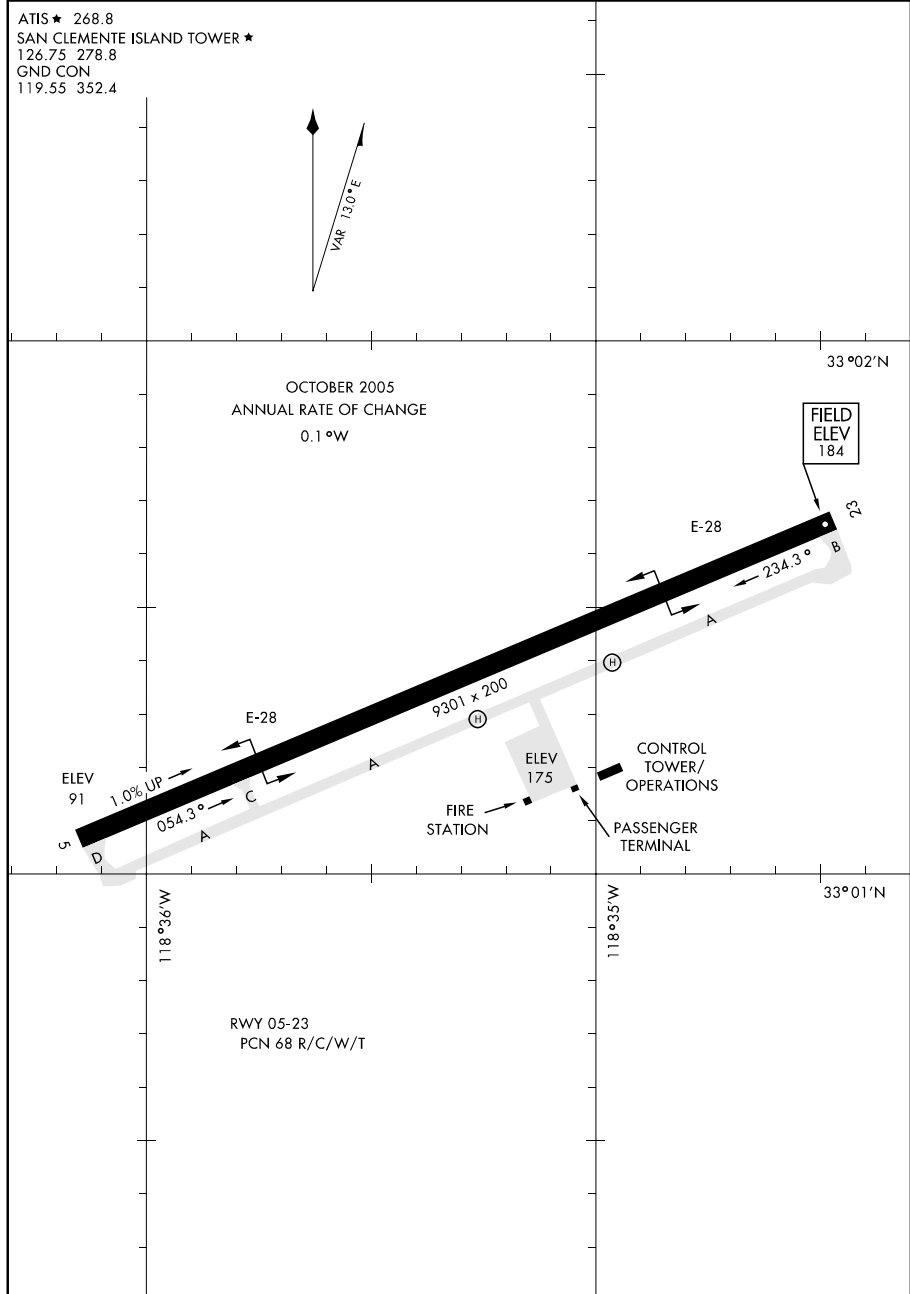 ATIS ★ 268.8
SAN CLEMENTE ISLAND TOWER ★
126.75 278.8
GND CON
119.55 352.4
VAR 13.0° E
33°02'N
OCTOBER 2005
ANNUAL RATE OF CHANGE
0.1°W
FIELD
ELEV
184
23
E-28
B
234.3°
A
H
9301 x 200
H
E-28
A
ELEV
175
CONTROL
TOWER/
OPERATIONS
ELEV
91
1.0% UP
054.3°
C
A
FIRE
STATION
PASSENGER
TERMINAL
5
D
33°01'N
118°36'W
118°35'W
RWY 05-23
PCN 68 R/C/W/T